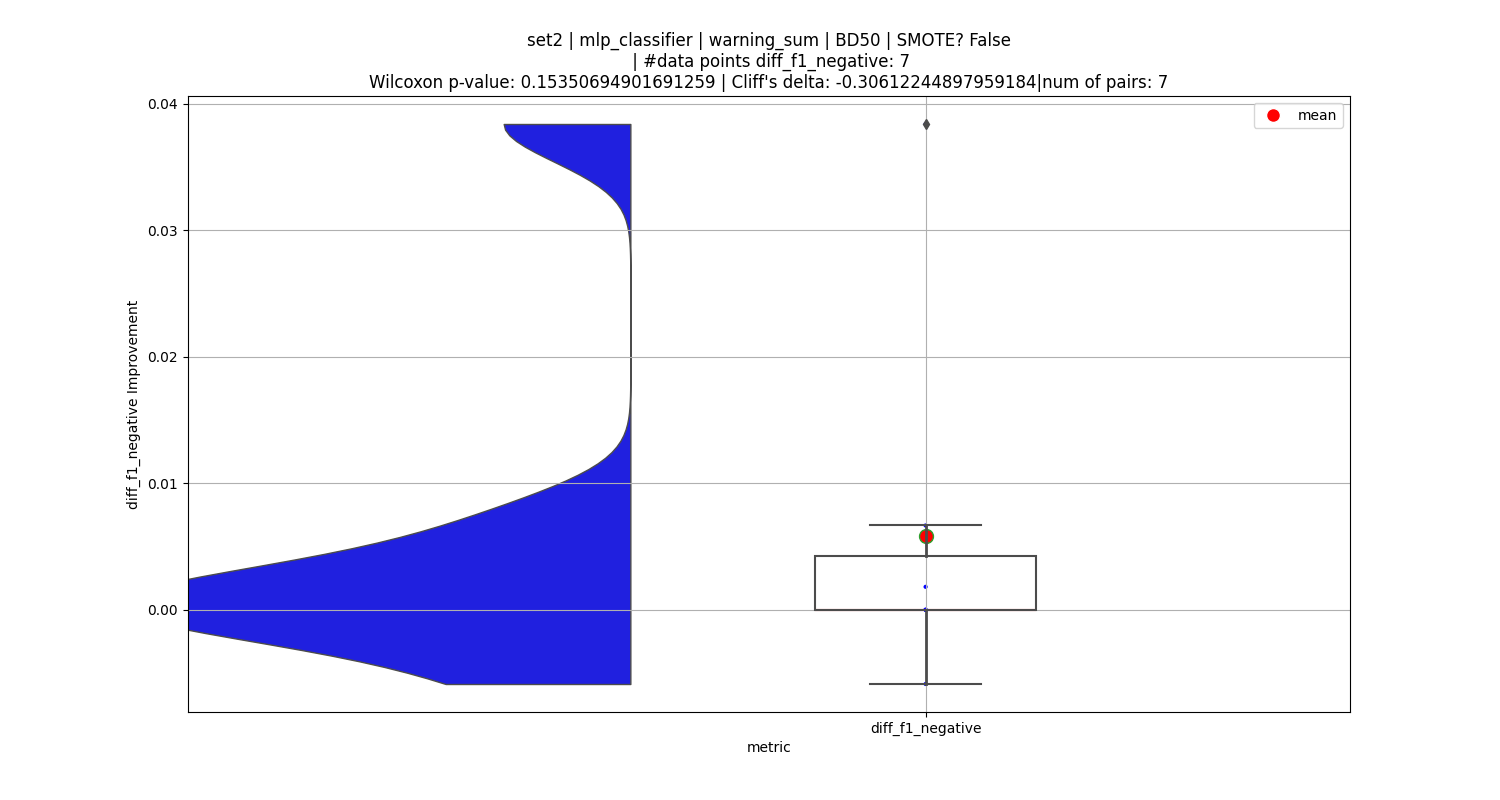 set2 | mlp_classifier | warning_sum | BD50 | SMOTE? False
| #data points diff_f1_negative: 7
Wilcoxon p-value: 0.15350694901691259 | Cliff's delta: -0.30612244897959184|num of pairs: 7
mean
0.04
0.03
0.02
0.01
0.00
diff_f1_negative Improvement
diff_f1_negative
metric